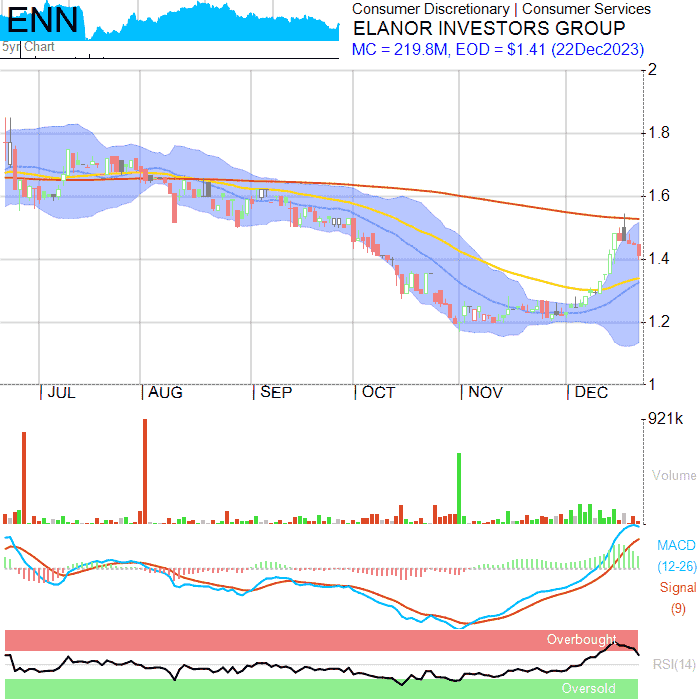 ENN
5yr Chart
Consumer Discretionary | Consumer Services
ELANOR INVESTORS GROUP
MC = 219.8M, EOD = $1.41 (22Dec2023)
2
1.8
1.6
1.4
1.2
1
JUL AUG SEP OCT NOV DEC
921k
Volume
MACD
(12-26)
Signal
(9)
Overbought
RSI(14)
Oversold